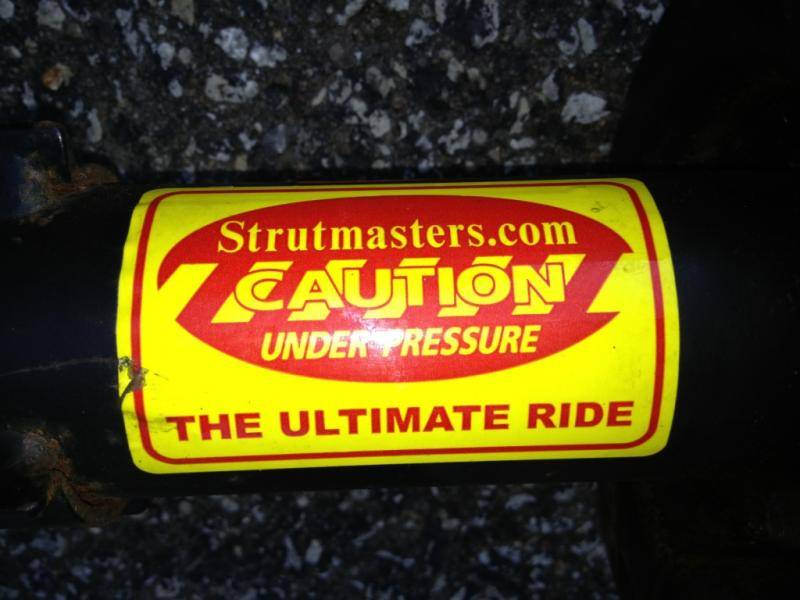 Strutmasters.com
CAUTION
UNDER PRESSURE
THE ULTIMATE RIDE